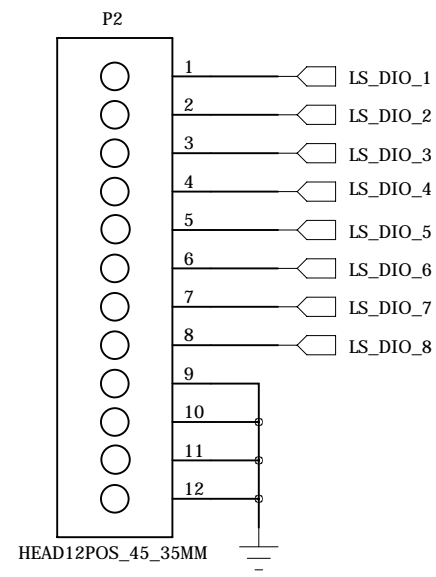 P2
1 LS_DIO_1
2 LS_DIO_2
3 LS_DIO_3
4 LS_DIO_4
5 LS_DIO_5
6 LS_DIO_6
7 LS_DIO_7
8 LS_DIO_8
9
10
11
12
HEAD12POS_45_35MM